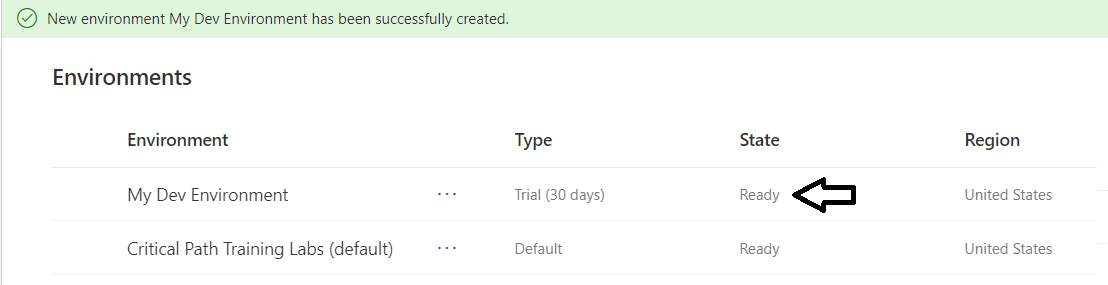 New environment My Dev Environment has been successfully created.
Environments
Environment Type State Region
My Dev Environment ··· Trial (30 days) Ready United States
Critical Path Training Labs (default) ··· Default Ready United States